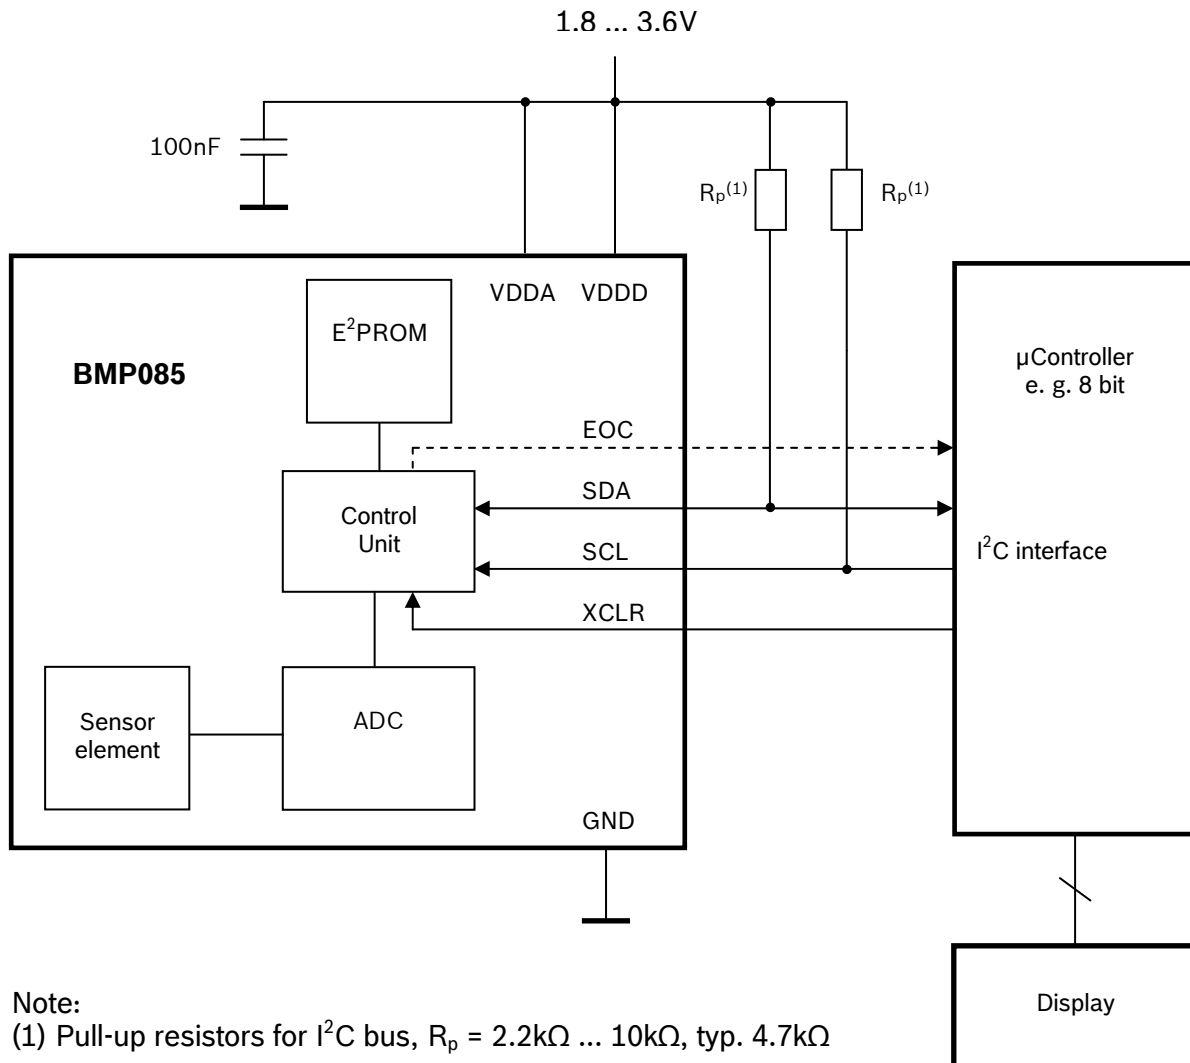 1.8 ... 3.6V
100nF
Rₚ⁽¹⁾
Rₚ⁽¹⁾
VDDA
VDDD
E²PROM
BMP085
µController
e. g. 8 bit
EOC
SDA
Control
Unit
SCL
I²C interface
XCLR
Sensor
element
ADC
GND
Display
Note:
(1) Pull-up resistors for I²C bus, Rₚ = 2.2kΩ ... 10kΩ, typ. 4.7kΩ